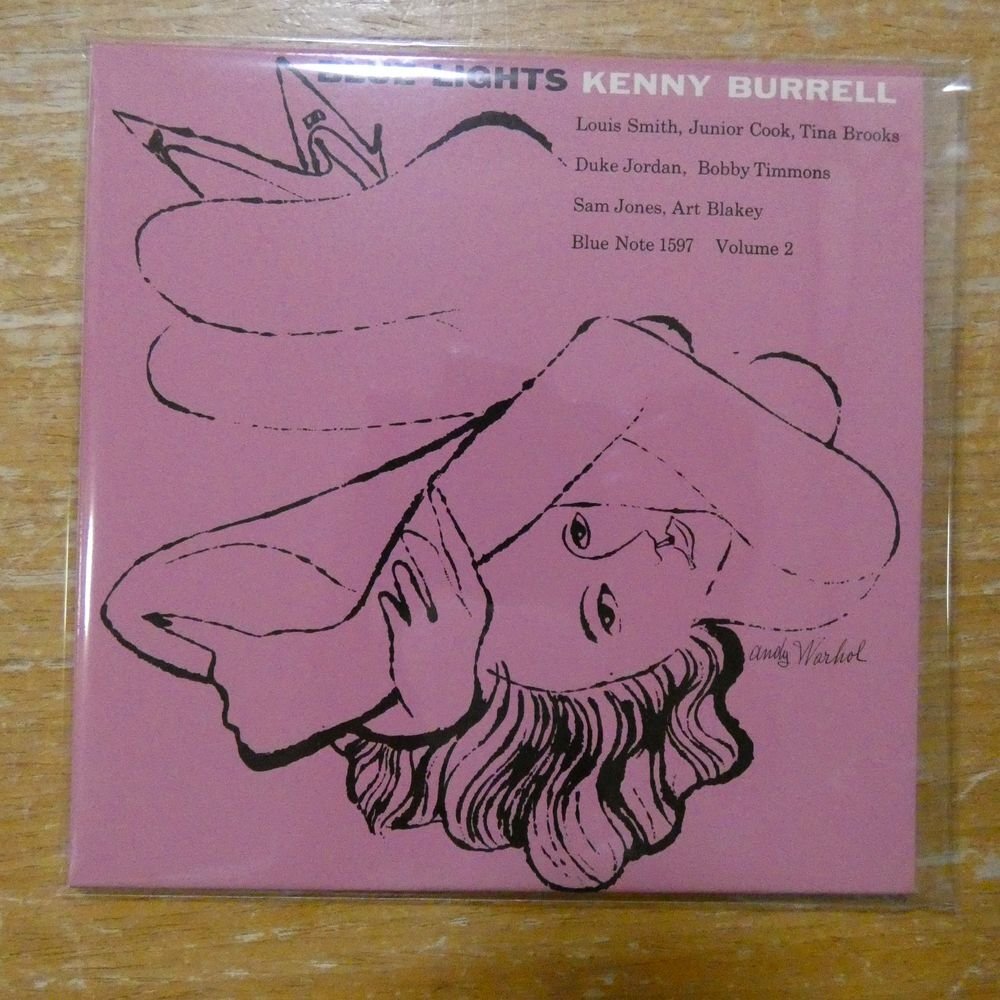 BLUE LIGHTS KENNY BURRELL
Louis Smith, Junior Cook, Tina Brooks
Duke Jordan, Bobby Timmons
Sam Jones, Art Blakey
Blue Note 1597 Volume 2
andy Warhol